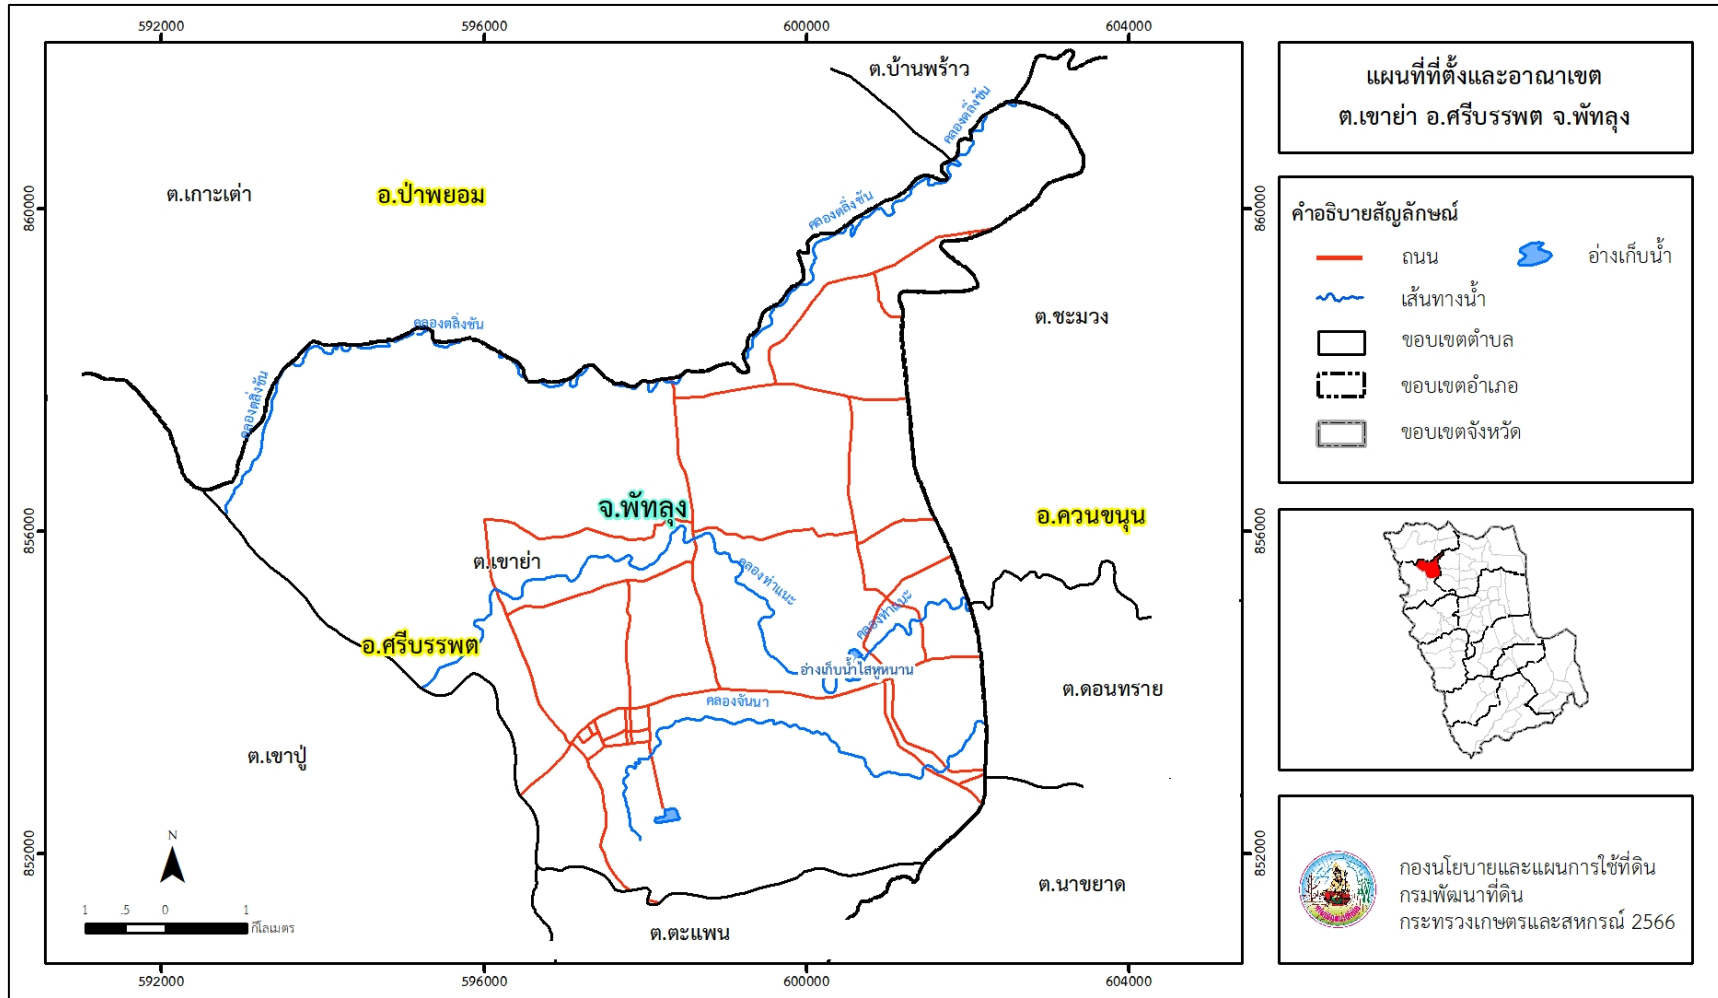 592000
596000
600000
604000
860000
856000
852000
860000
856000
852000
592000
596000
600000
604000
ต.บ้านพร้าว
คลองตลิ่งชัน
ต.เกาะเต่า
อ.ป่าพยอม
คลองตลิ่งชัน
คลองตลิ่งชัน
ต.ชะมวง
คลองตลิ่งชัน
จ.พัทลุง
อ.ควนขนุน
ต.เขาย่า
คลองท่าแนะ
คลองท่าแนะ
อ.ศรีบรรพต
อ่างเก็บน้ำไสทูหนาน
ต.ดอนทราย
คลองจันนา
ต.เขาปู่
ต.นาขยาด
ต.ตะแพน
N
1 .5 0 1
กิโลเมตร
แผนที่ที่ตั้งและอาณาเขต
ต.เขาย่า อ.ศรีบรรพต จ.พัทลุง
คำอธิบายสัญลักษณ์
ถนน
อ่างเก็บน้ำ
เส้นทางน้ำ
ขอบเขตตำบล
ขอบเขตอำเภอ
ขอบเขตจังหวัด
กองนโยบายและแผนการใช้ที่ดิน
กรมพัฒนาที่ดิน
กระทรวงเกษตรและสหกรณ์ 2566